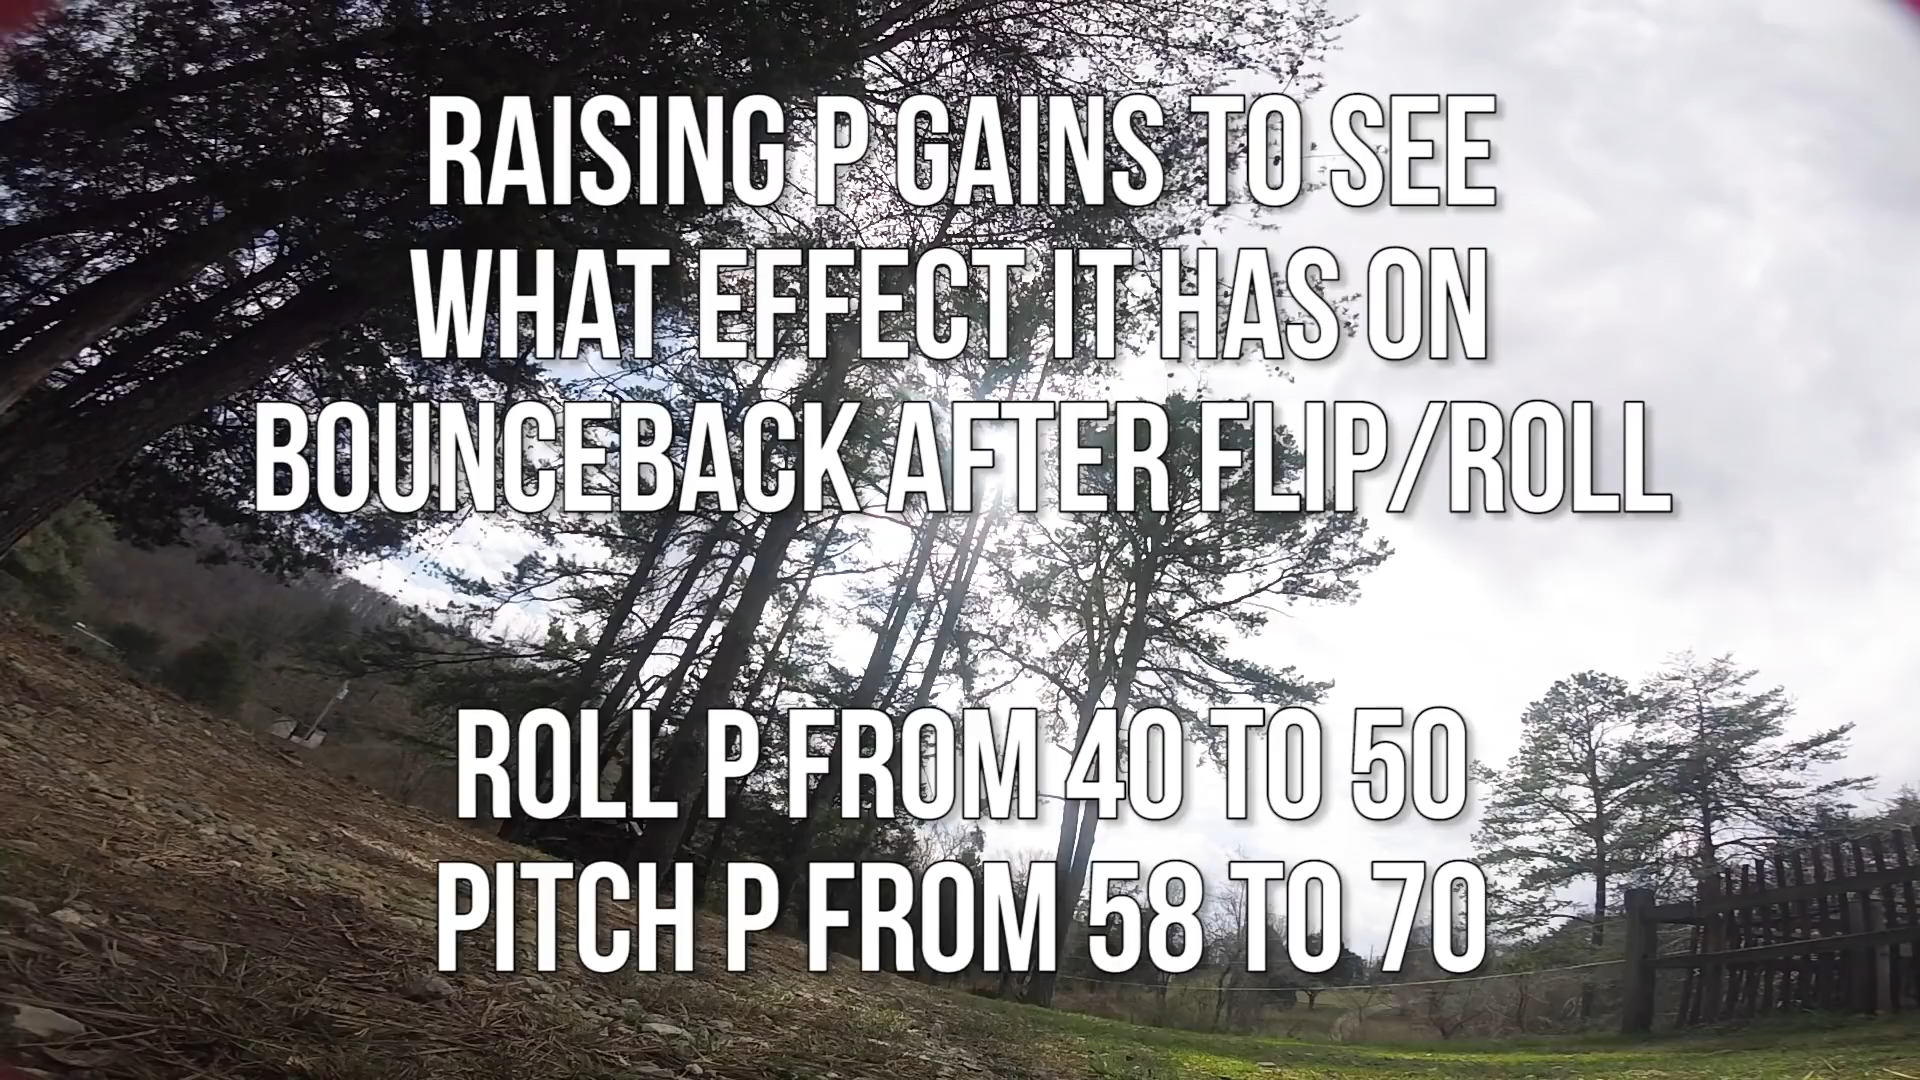 RAISING P GAINS TO SEE
WHAT EFFECT IT HAS ON
BOUNCEBACK AFTER FLIP/ROLL
ROLL P FROM 40 TO 50
PITCH P FROM 58 TO 70